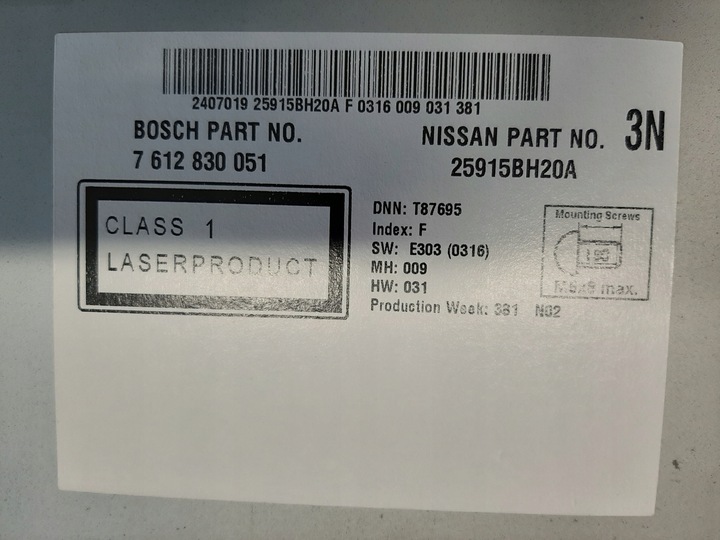 2407019 25915BH20A F 0316 009 031 381
BOSCH PART NO.
7 612 830 051
NISSAN PART NO. 3N
25915BH20A
CLASS 1
LASERPRODUCT
DNN: T87695
Index: F
SW: E303 (0316)
MH: 009
HW: 031
Production Week: 381 N02
Mounting Screws
M5x8 max.